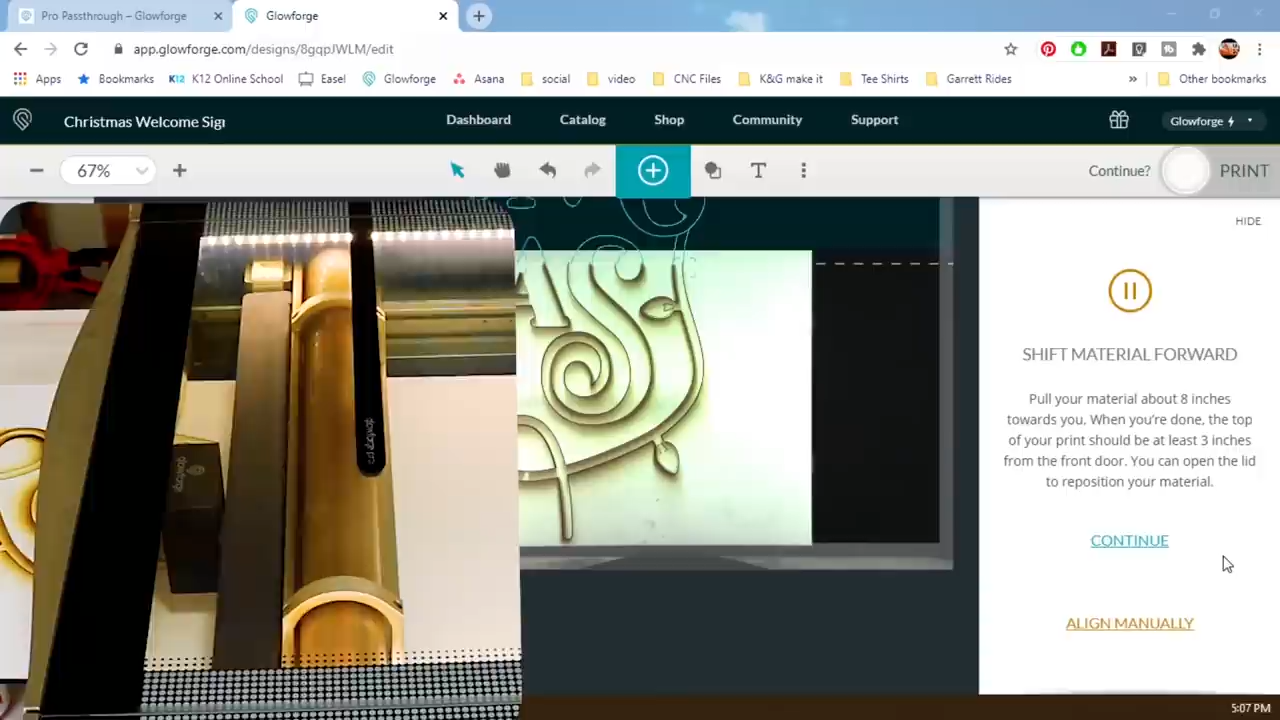 Pro Passthrough – Glowforge
Glowforge
app.glowforge.com/designs/8gqpJWLM/edit
Apps Bookmarks K12 K12 Online School Easel Glowforge Asana social video CNC Files K&G make it Tee Shirts Garrett Rides » Other bookmarks
Christmas Welcome Sig
Dashboard Catalog Shop Community Support Glowforge
67% T Continue? PRINT
HIDE
SHIFT MATERIAL FORWARD
Pull your material about 8 inches
towards you. When you're done, the top
of your print should be at least 3 inches
from the front door. You can open the lid
to reposition your material.
CONTINUE
ALIGN MANUALLY
5:07 PM